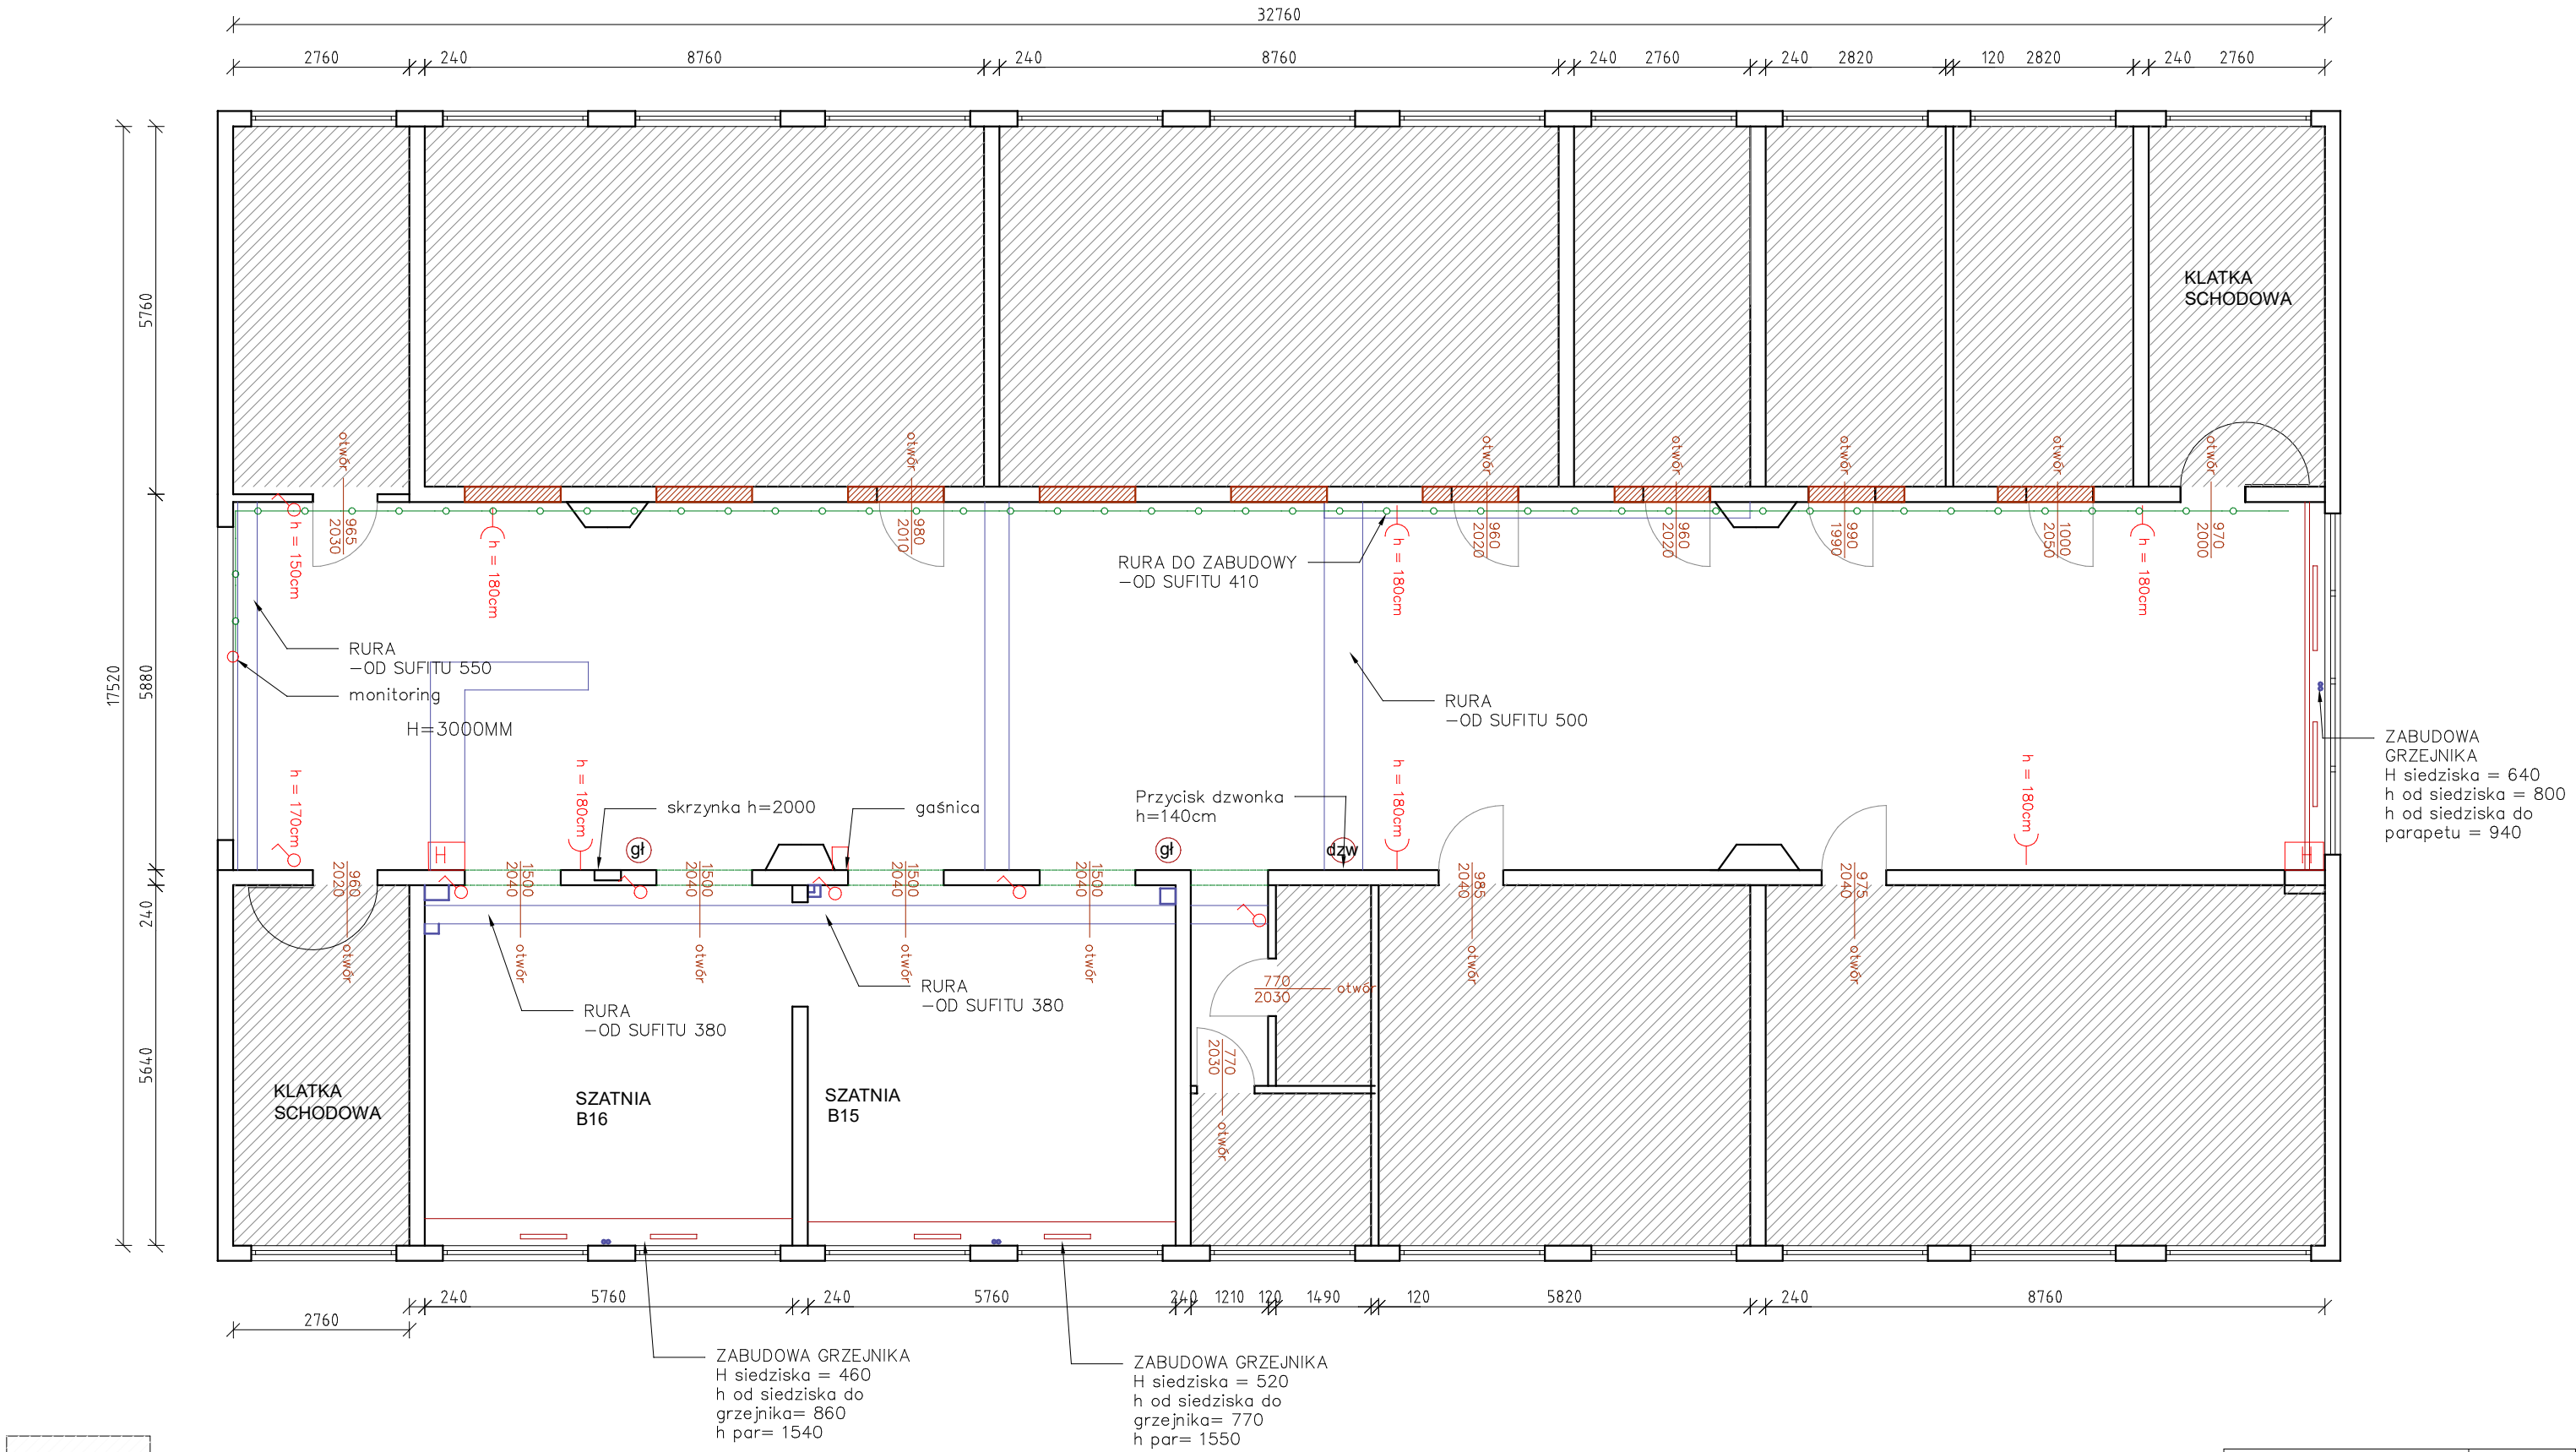 32760
2760 240 8760 240 8760 240 2760 240 2820 120 2820 240 2760
17520
5760
5880
240
5640
KLATKA
SCHODOWA
otwór
965
2030
otwór
980
2010
otwór
960
2020
otwór
960
2020
otwór
990
1990
otwór
1000
2050
otwór
970
2000
h = 150cm
h = 180cm
h = 180cm
h = 180cm
RURA DO ZABUDOWY
-OD SUFITU 410
RURA
-OD SUFITU 550
monitoring
H=3000MM
RURA
-OD SUFITU 500
ZABUDOWA
GRZEJNIKA
H siedziska = 640
h od siedziska = 800
h od siedziska do
parapetu = 940
h = 170cm
h = 180cm
skrzynka h=2000
gaśnica
Przycisk dzwonka
h=140cm
h = 180cm
h = 180cm
H
gł
gł
dzw
H
960
2020
otwór
1500
2040
otwór
1500
2040
otwór
1500
2040
otwór
1500
2040
otwór
985
2040
otwór
975
2040
otwór
770
2030
otwór
770
2030
otwór
RURA
-OD SUFITU 380
RURA
-OD SUFITU 380
KLATKA
SCHODOWA
SZATNIA
B16
SZATNIA
B15
240 5760 240 5760 240 1210 120 1490 120 5820 240 8760
2760
ZABUDOWA GRZEJNIKA
H siedziska = 460
h od siedziska do
grzejnika= 860
h par= 1540
ZABUDOWA GRZEJNIKA
H siedziska = 520
h od siedziska do
grzejnika= 770
h par= 1550